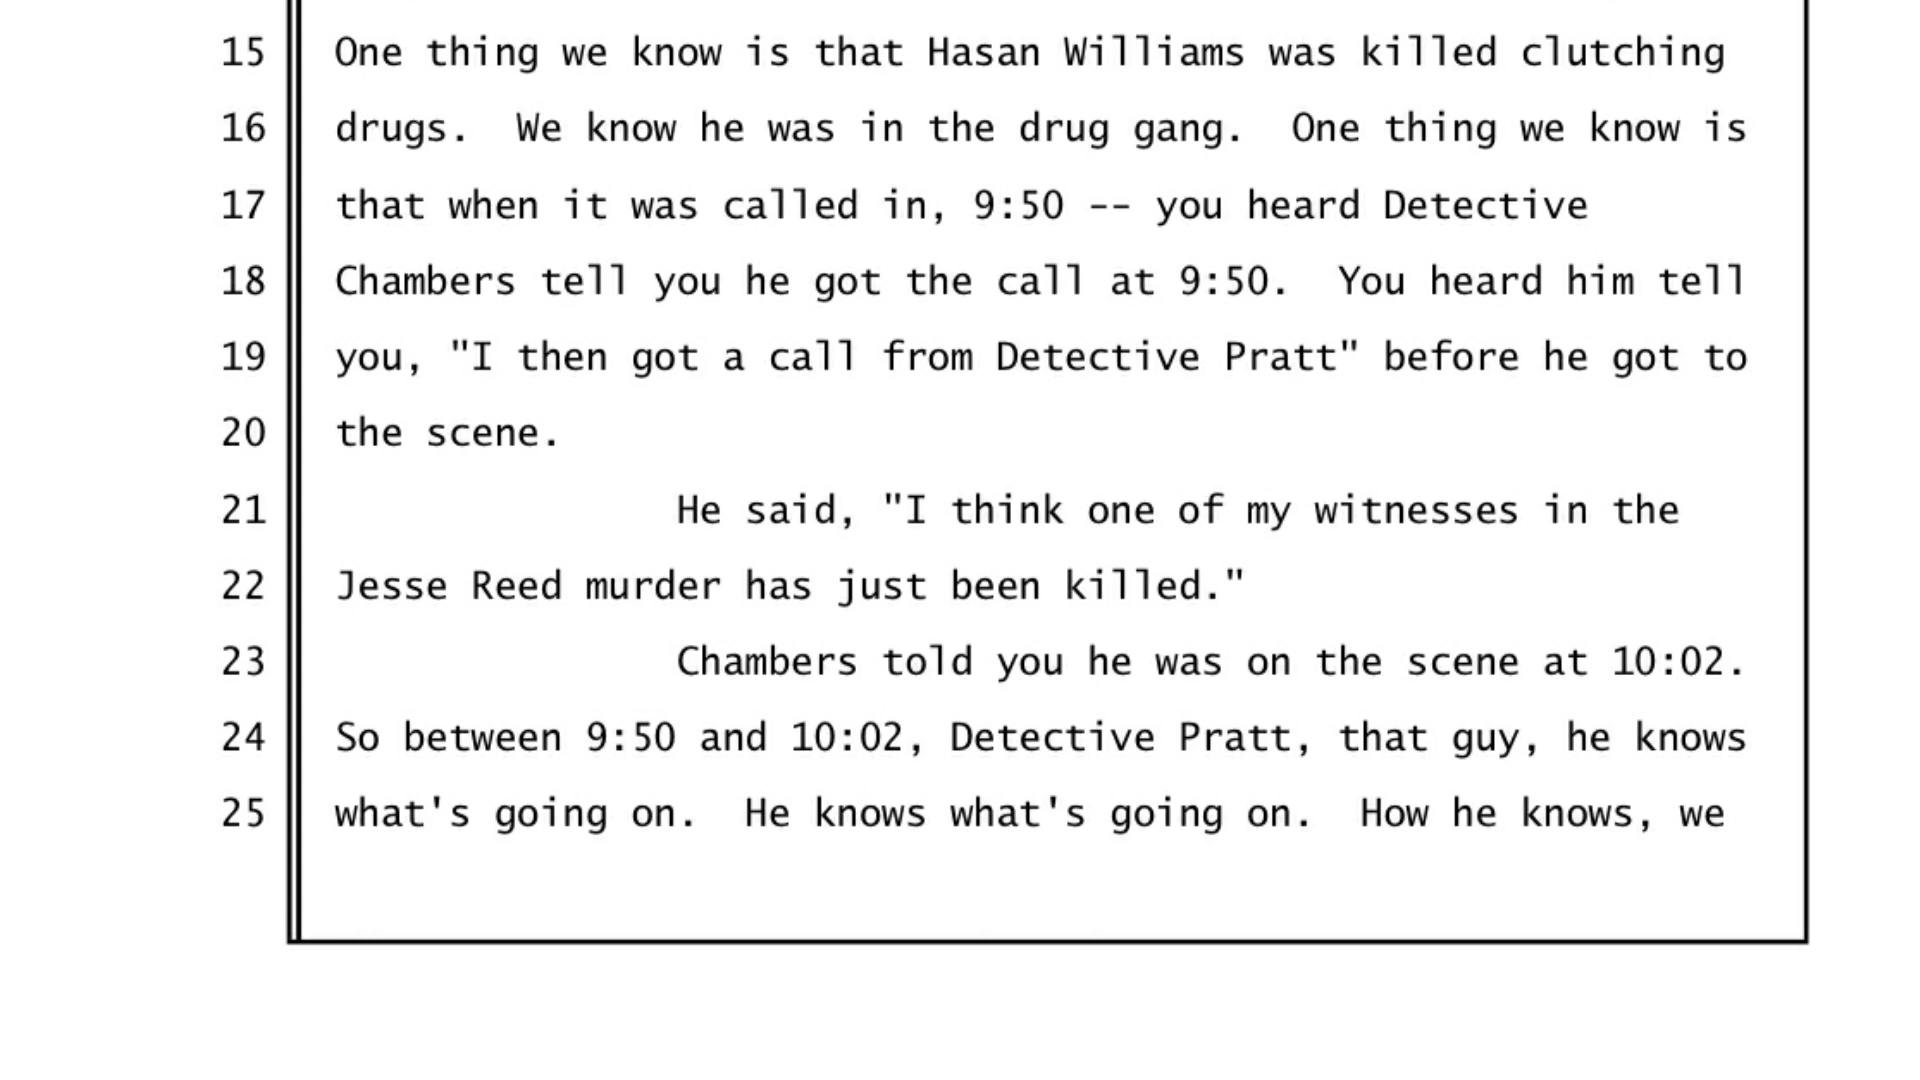 15 One thing we know is that Hasan Williams was killed clutching
16 drugs.  We know he was in the drug gang.  One thing we know is
17 that when it was called in, 9:50 -- you heard Detective
18 Chambers tell you he got the call at 9:50.  You heard him tell
19 you, "I then got a call from Detective Pratt" before he got to
20 the scene.
21 He said, "I think one of my witnesses in the
22 Jesse Reed murder has just been killed."
23 Chambers told you he was on the scene at 10:02.
24 So between 9:50 and 10:02, Detective Pratt, that guy, he knows
25 what's going on.  He knows what's going on.  How he knows, we